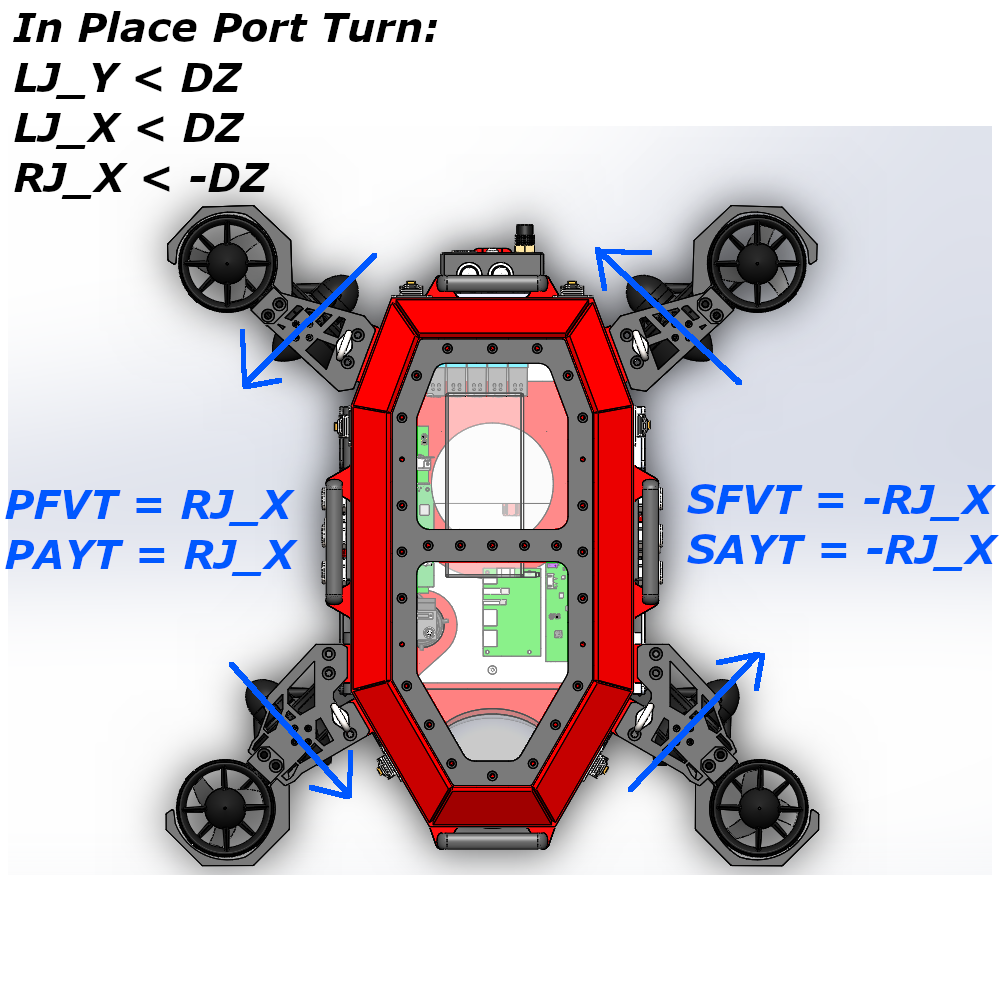 In Place Port Turn:
LJ_Y < DZ
LJ_X < DZ
RJ_X < -DZ
PFVT = RJ_X
PAYT = RJ_X
SFVT = -RJ_X
SAYT = -RJ_X